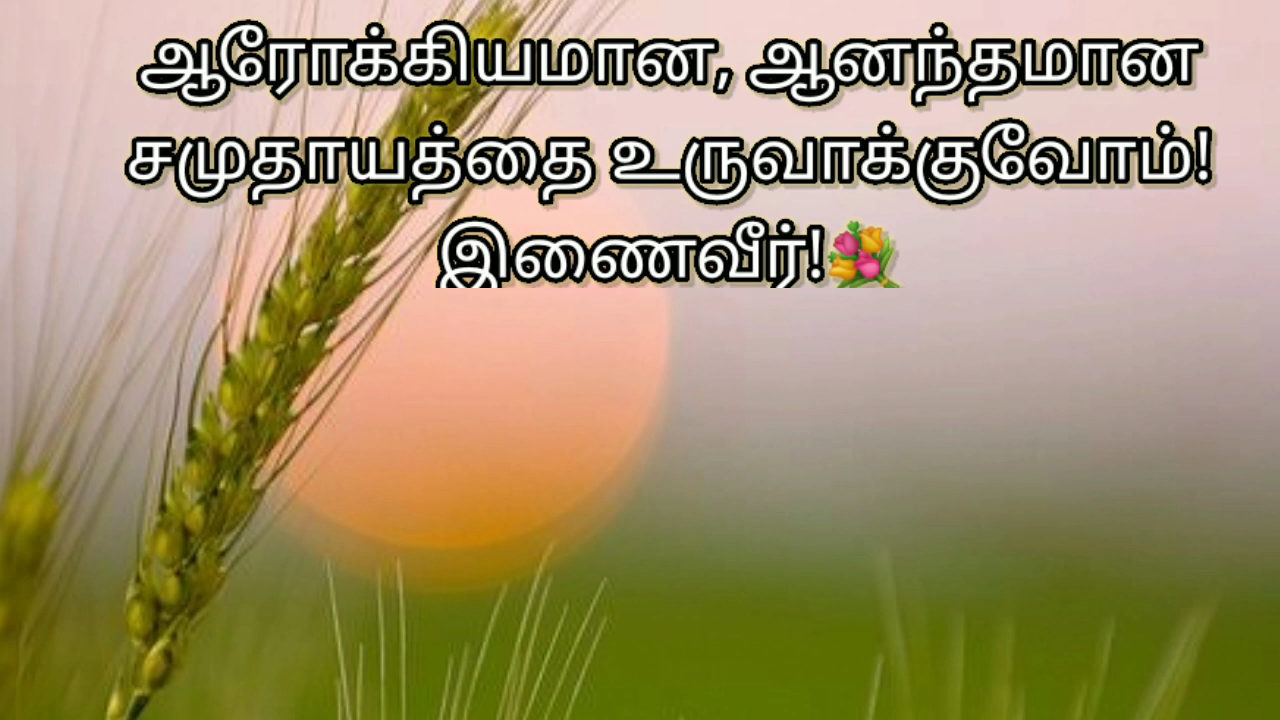 ஆரோக்கியமான, ஆனந்தமான
சமுதாயத்தை உருவாக்குவோம்!
இணைவீர்!💐